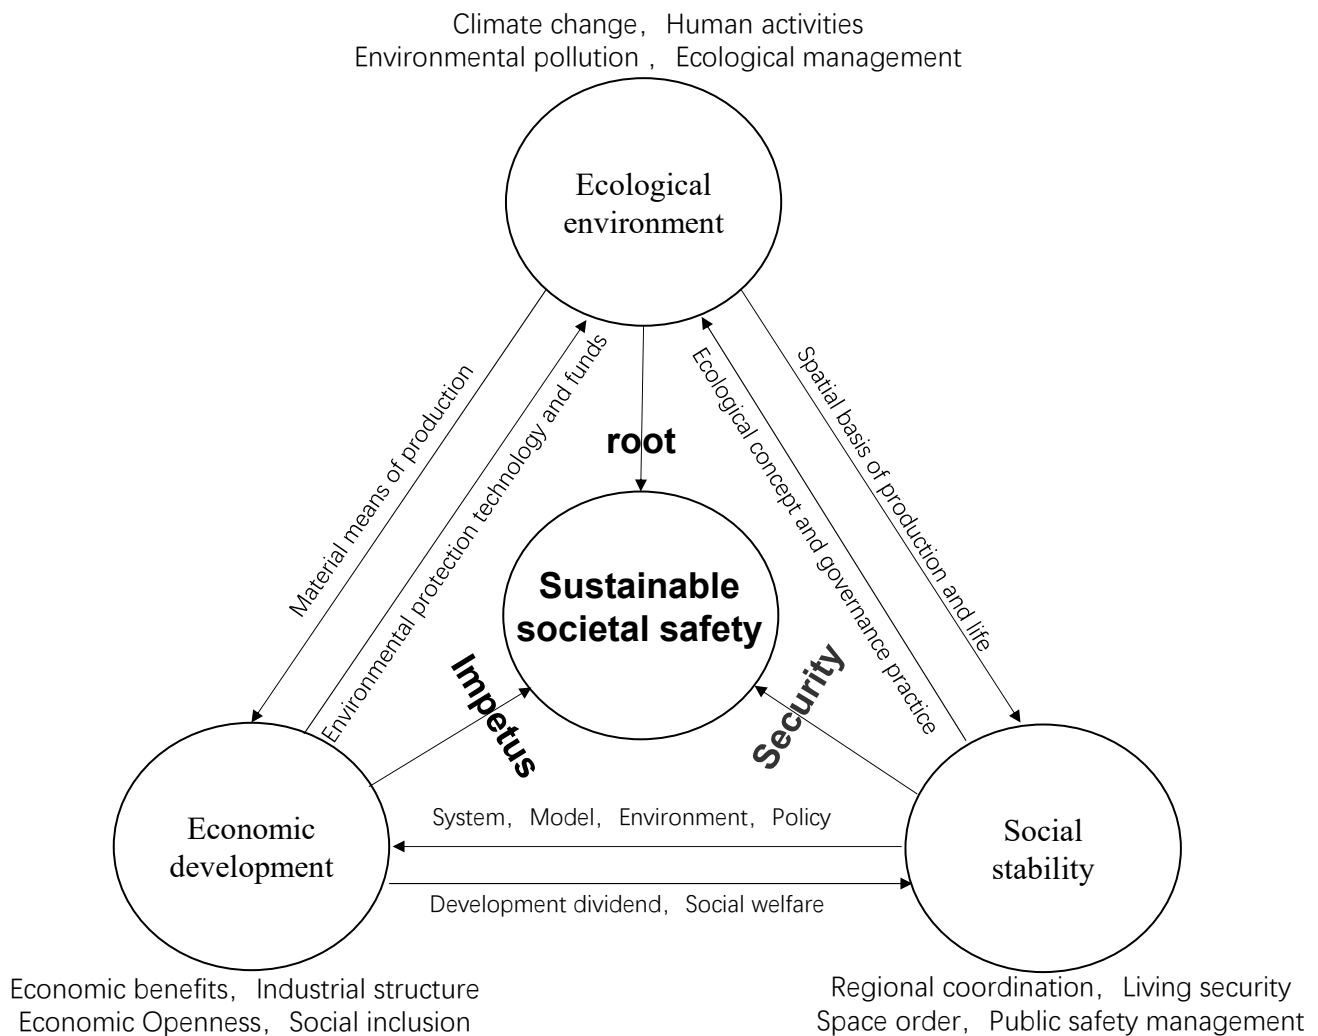 Climate change, Human activities
Environmental pollution , Ecological management
Ecological
environment
Material means of production
Environmental protection technology and funds
root
Ecological concept and governance practice
Spatial basis of production and life
Sustainable
societal safety
Impetus
Security
System, Model, Environment, Policy
Economic
development
Social
stability
Development dividend, Social welfare
Economic benefits, Industrial structure
Economic Openness, Social inclusion
Regional coordination, Living security
Space order, Public safety management